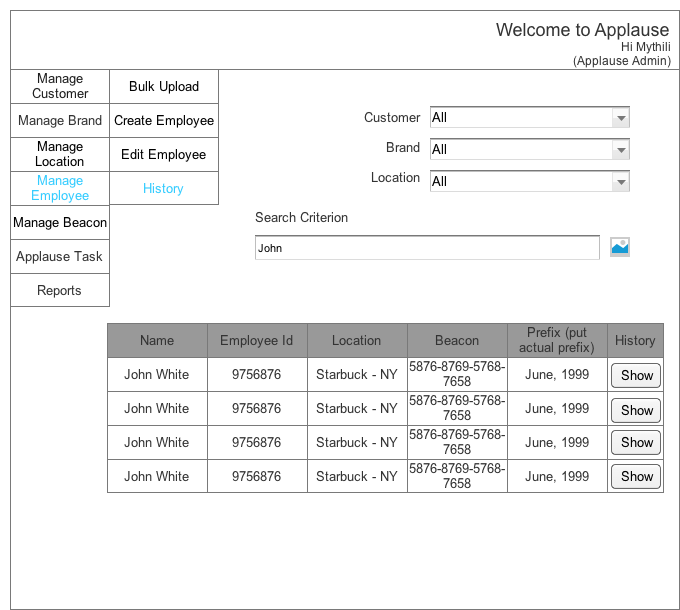 Welcome to Applause
Hi Mythili
(Applause Admin)
Manage
Customer
Manage Brand
Manage
Location
Manage
Employee
Manage Beacon
Applause Task
Reports
Bulk Upload
Create Employee
Edit Employee
History
Customer All
Brand All
Location All
Search Criterion
John
Name Employee Id Location Beacon Prefix (put
actual prefix) History
John White 9756876 Starbuck - NY 5876-8769-5768-
7658 June, 1999 Show
John White 9756876 Starbuck - NY 5876-8769-5768-
7658 June, 1999 Show
John White 9756876 Starbuck - NY 5876-8769-5768-
7658 June, 1999 Show
John White 9756876 Starbuck - NY 5876-8769-5768-
7658 June, 1999 Show